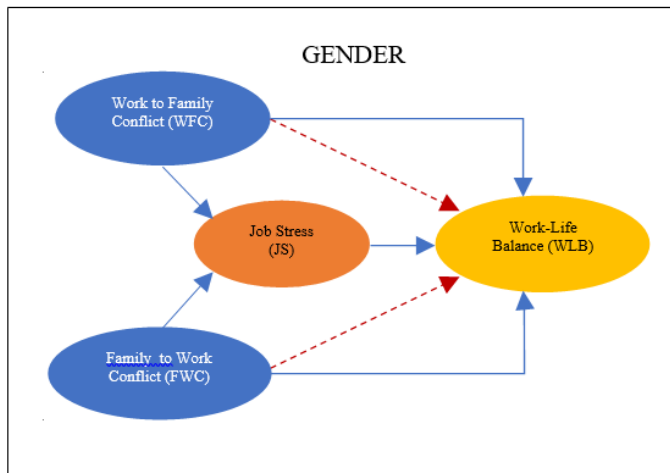 GENDER
Work to Family
Conflict (WFC)
Job Stress
(JS)
Work-Life
Balance (WLB)
Family to Work
Conflict (FWC)